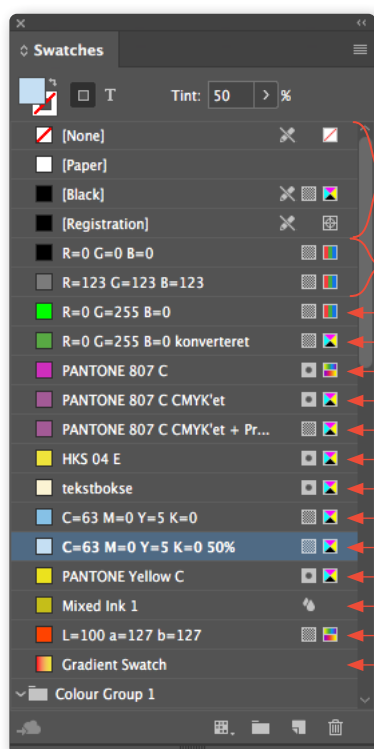 Swatches
T Tint: 50 %
[None]
[Paper]
[Black]
[Registration]
R=0 G=0 B=0
R=123 G=123 B=123
R=0 G=255 B=0
R=0 G=255 B=0 konverteret
PANTONE 807 C
PANTONE 807 C CMYK'et
PANTONE 807 C CMYK'et + Pr...
HKS 04 E
tekstbokse
C=63 M=0 Y=5 K=0
C=63 M=0 Y=5 K=0 50%
PANTONE Yellow C
Mixed Ink 1
L=100 a=127 b=127
Gradient Swatch
Colour Group 1